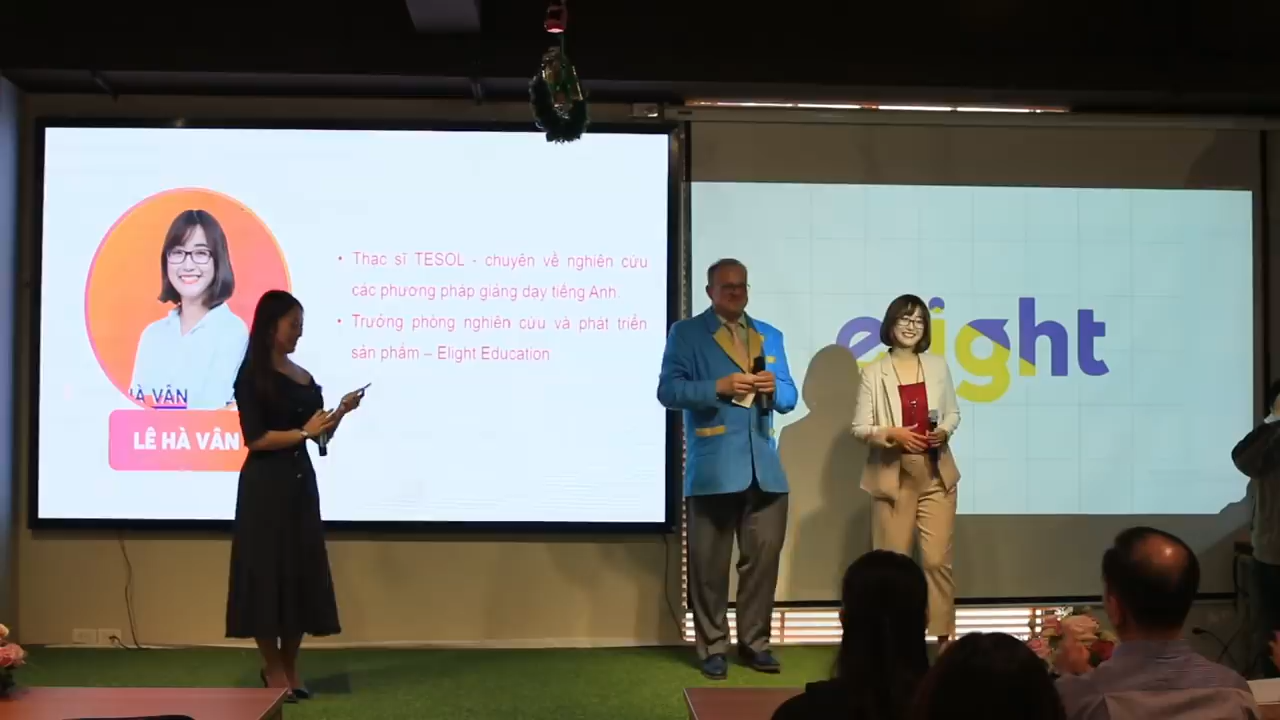 • Thạc sĩ TESOL - chuyên về nghiên cứu
các phương pháp giảng dạy tiếng Anh.
• Trưởng phòng nghiên cứu và phát triển
sản phẩm – Elight Education
HÀ VÂN
LÊ HÀ VÂN
elight